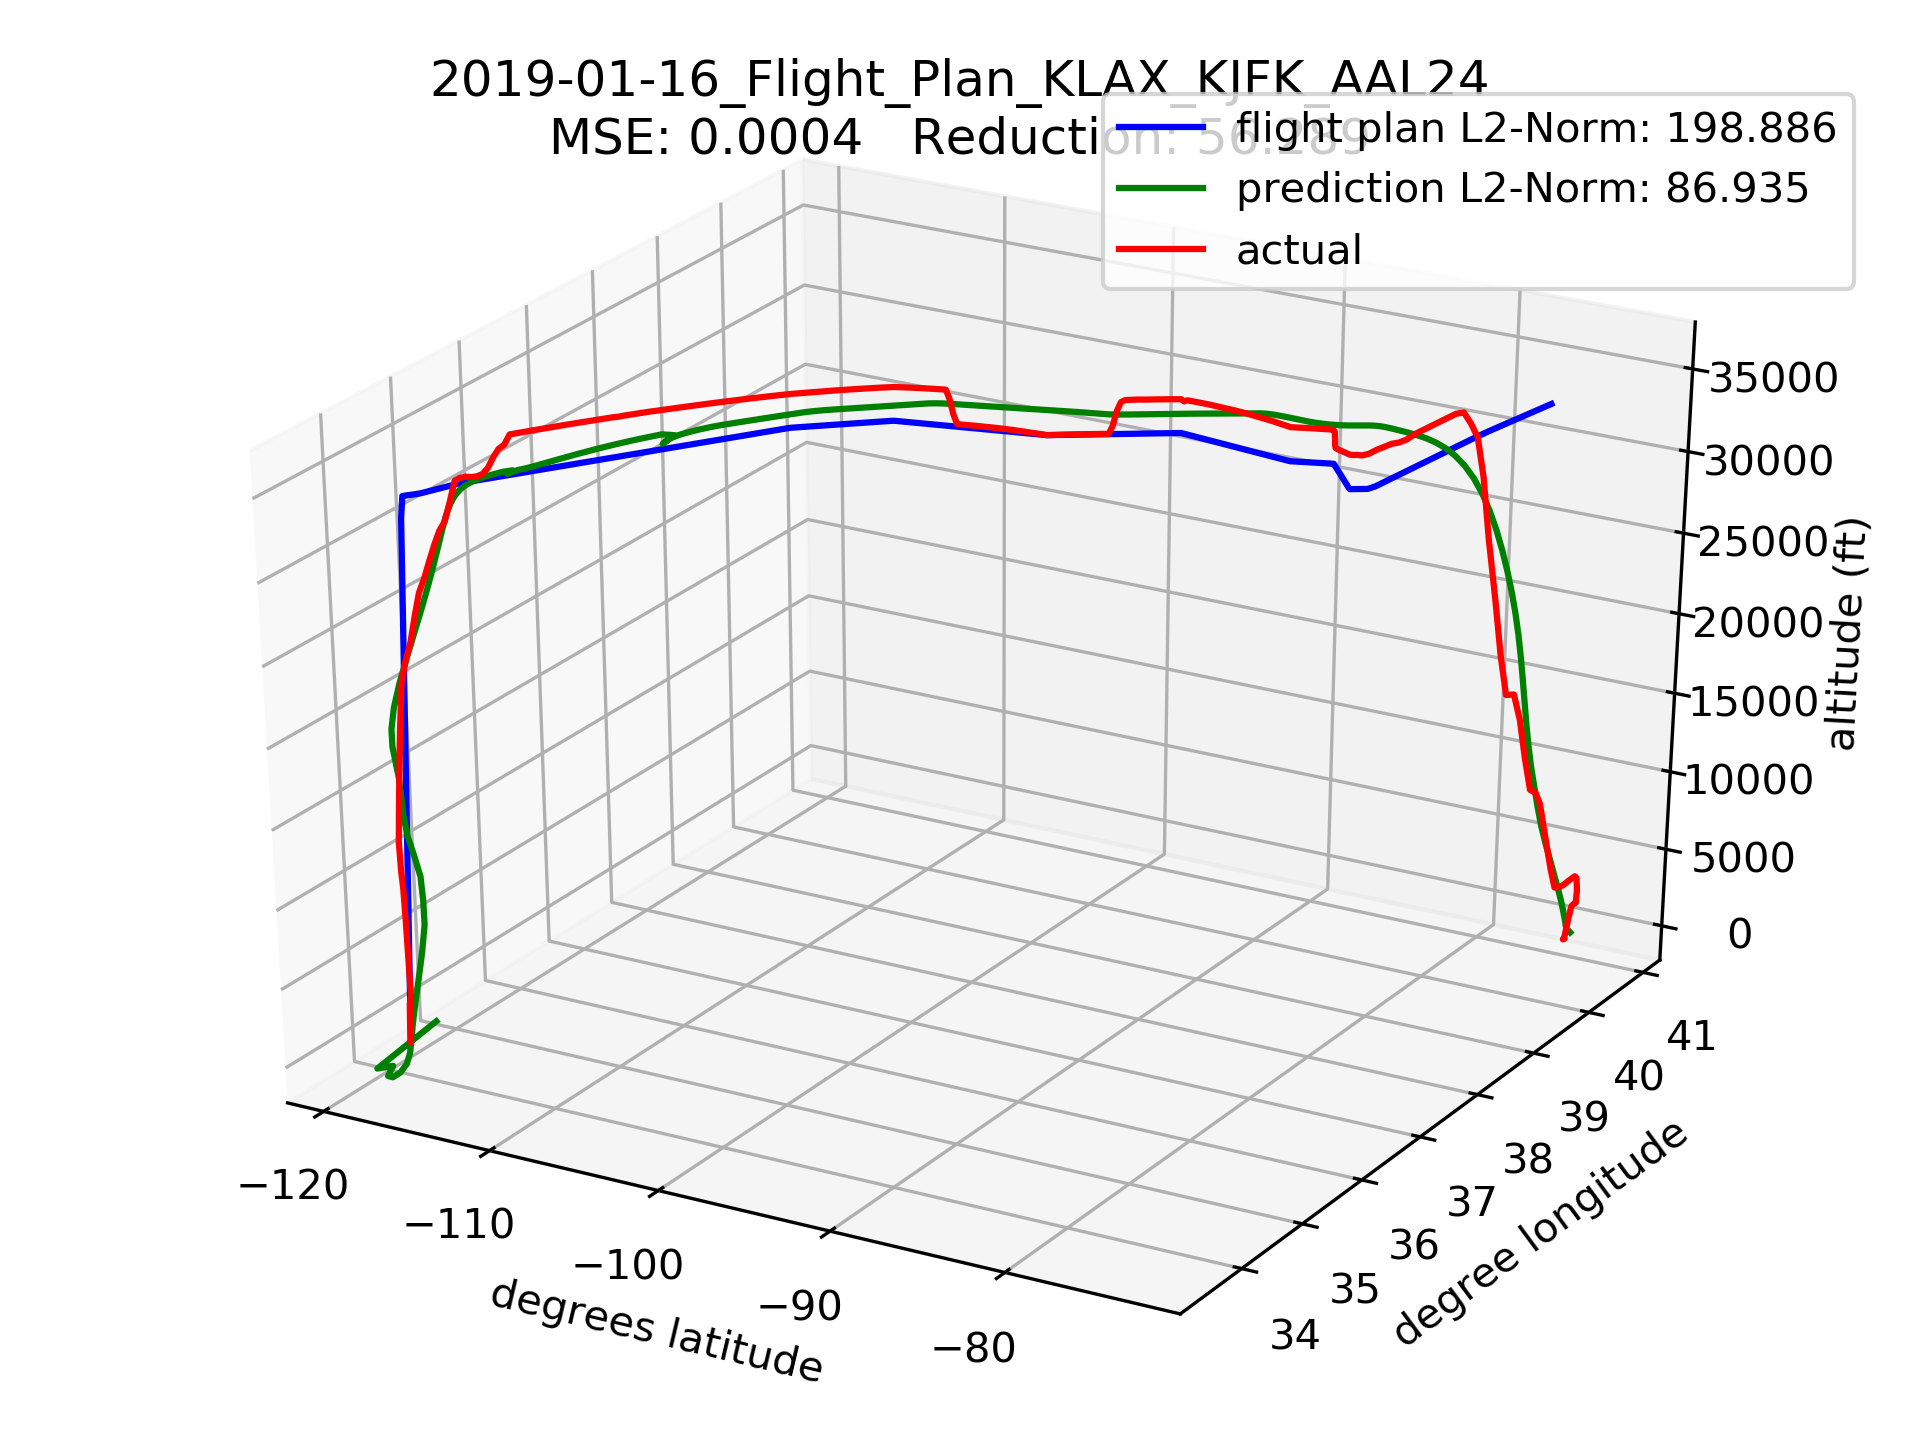 2019-01-16_Flight_Plan_KLAX_KJFK_AAL24
MSE: 0.0004 Reduction: 56.289
flight plan L2-Norm: 198.886
prediction L2-Norm: 86.935
actual
35000
30000
25000
20000
15000
10000
5000
0
altitude (ft)
41
40
39
38
37
36
35
34
degree longitude
−120
−110
−100
−90
−80
degrees latitude